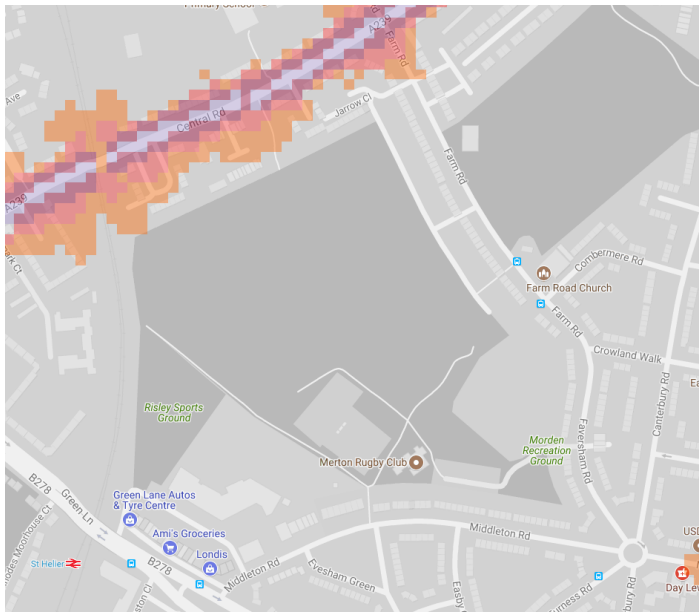 Primary School
A239
Farm Rd
Ave
Jarrow Cl
Central Rd
Farm Rd
A239
Combermere Rd
Farm Road Church
Farm Rd
Crowland Walk
Canterbury Rd
Risley Sports
Ground
Morden
Recreation
Ground
Faversham Rd
Merton Rugby Club
B278
Green Ln
Green Lane Autos
& Tyre Centre
Ami's Groceries
Londis
B278
St Helier
Middleton Rd
Middleton Rd
Evesham Green
Day Le